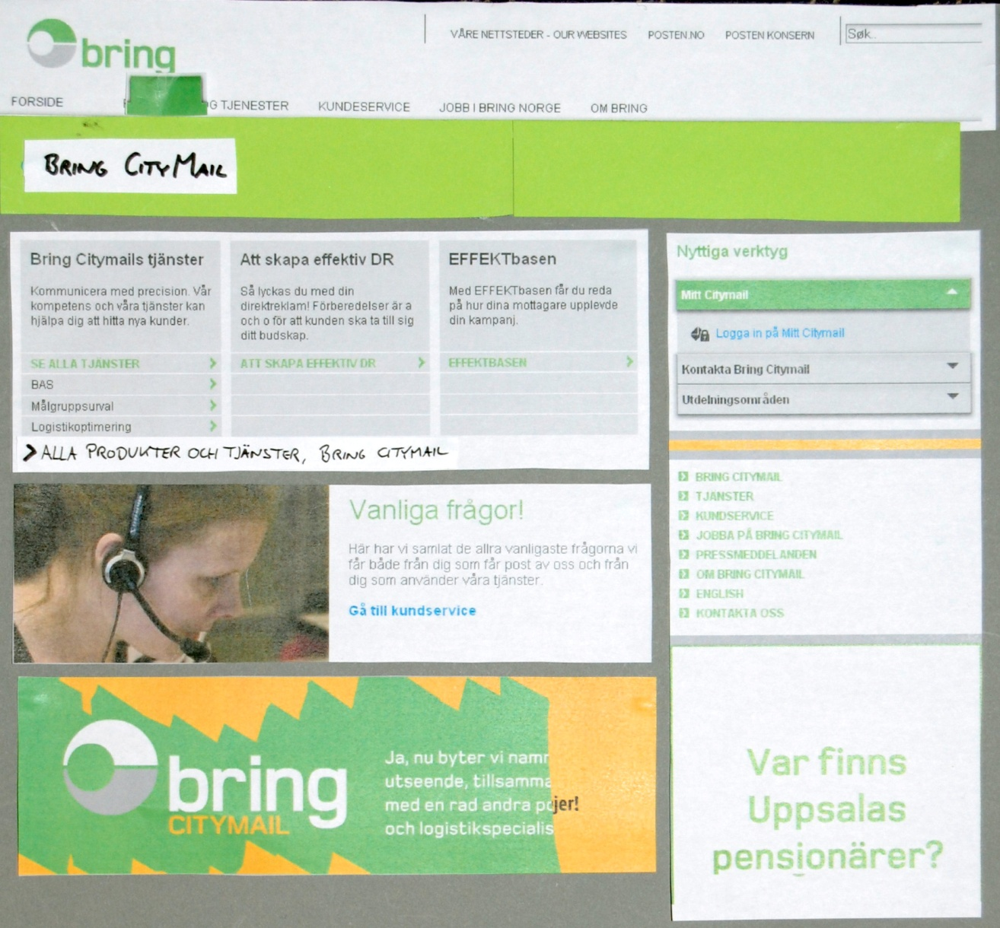 bring
VÅRE NETTSTEDER - OUR WEBSITES
POSTEN.NO
POSTEN KONSERN
Søk..
FORSIDE
OG TJENESTER
KUNDESERVICE
JOBB I BRING NORGE
OM BRING
BRING CITYMAIL
Bring Citymails tjänster
Kommunicera med precision. Vår
kompetens och våra tjänster kan
hjälpa dig att hitta nya kunder.
SE ALLA TJÄNSTER
BAS
Målgruppsurval
Logistikoptimering
Att skapa effektiv DR
Så lyckas du med din
direktreklam! Förberedelser är a
och o för att kunden ska ta till sig
ditt budskap.
ATT SKAPA EFFEKTIV DR
EFFEKTbasen
Med EFFEKTbasen får du reda
på hur dina mottagare upplevde
din kampanj.
EFFEKTBASEN
> ALLA PRODUKTER OCH TJÄNSTER, BRING CITYMAIL
Nyttiga verktyg
Mitt Citymail
Logga in på Mitt Citymail
Kontakta Bring Citymail
Utdelningsområden
BRING CITYMAIL
TJÄNSTER
KUNDSERVICE
JOBBA PÅ BRING CITYMAIL
PRESSMEDDELANDEN
OM BRING CITYMAIL
ENGLISH
KONTAKTA OSS
Vanliga frågor!
Här har vi samlat de allra vanligaste frågorna vi
får både från dig som får post av oss och från
dig som använder våra tjänster.
Gå till kundservice
bring
CITYMAIL
Ja, nu byter vi namn
utseende, tillsamma
med en rad andra po jer!
och logistikspecialis
Var finns
Uppsalas
pensionärer?